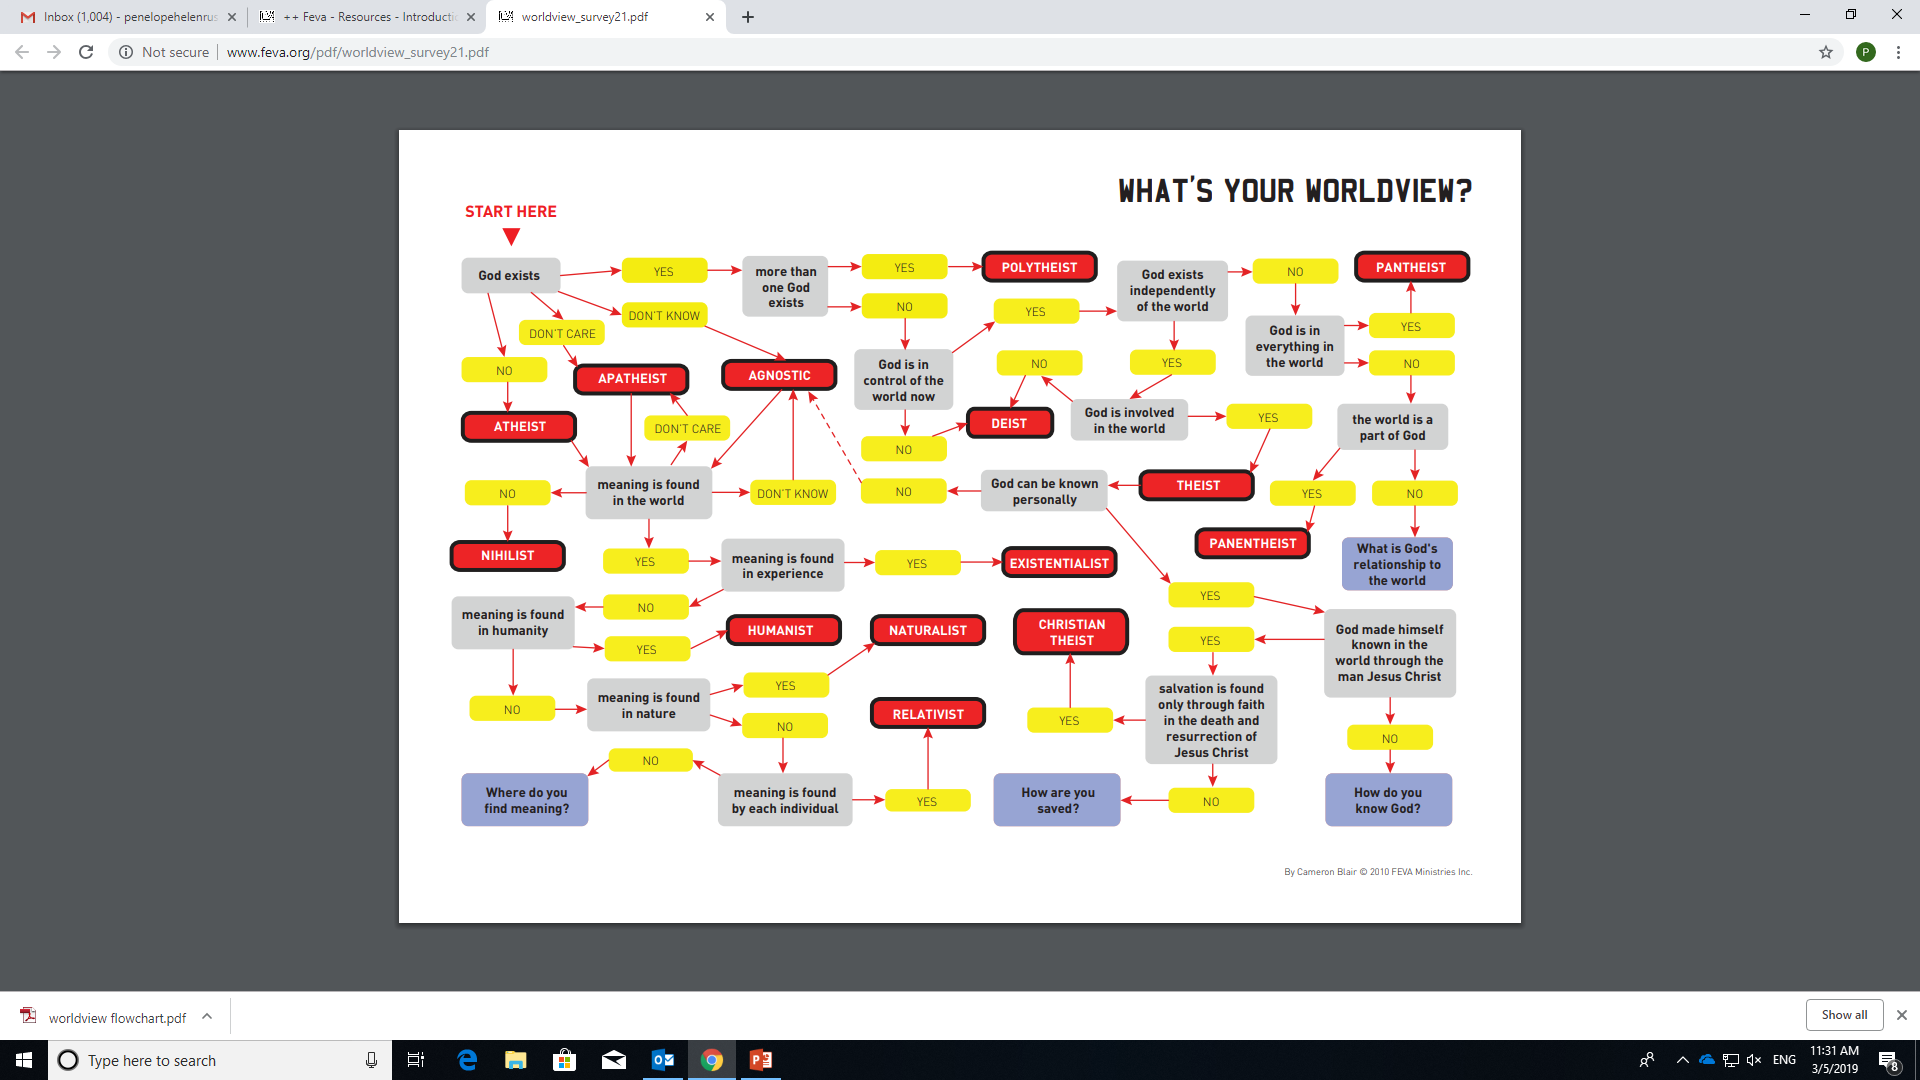 Inbox (1,004) - penelopehelenrus
++ Feva - Resources - Introductic
worldview_survey21.pdf
Not secure
www.feva.org/pdf/worldview_survey21.pdf
P
WHAT'S YOUR WORLDVIEW?
START HERE
God exists
YES
more than
one God
exists
YES
POLYTHEIST
God exists
independently
of the world
NO
PANTHEIST
DON'T KNOW
NO
YES
God is in
everything in
the world
YES
DON'T CARE
NO
APATHEIST
AGNOSTIC
God is in
control of the
world now
NO
YES
NO
ATHEIST
DON'T CARE
NO
DEIST
God is involved
in the world
YES
the world is a
part of God
NO
meaning is found
in the world
DON'T KNOW
NO
God can be known
personally
THEIST
YES
NO
NIHILIST
YES
meaning is found
in experience
YES
EXISTENTIALIST
PANENTHEIST
What is God's
relationship to
the world
meaning is found
in humanity
NO
YES
HUMANIST
NATURALIST
CHRISTIAN
THEIST
YES
YES
God made himself
known in the
world through the
man Jesus Christ
NO
meaning is found
in nature
YES
NO
RELATIVIST
YES
salvation is found
only through faith
in the death and
resurrection of
Jesus Christ
NO
Where do you
find meaning?
NO
meaning is found
by each individual
YES
How are you
saved?
NO
How do you
know God?
By Cameron Blair © 2010 FEVA Ministries Inc.
worldview flowchart.pdf
Show all
Type here to search
ENG
11:31 AM
3/5/2019
8